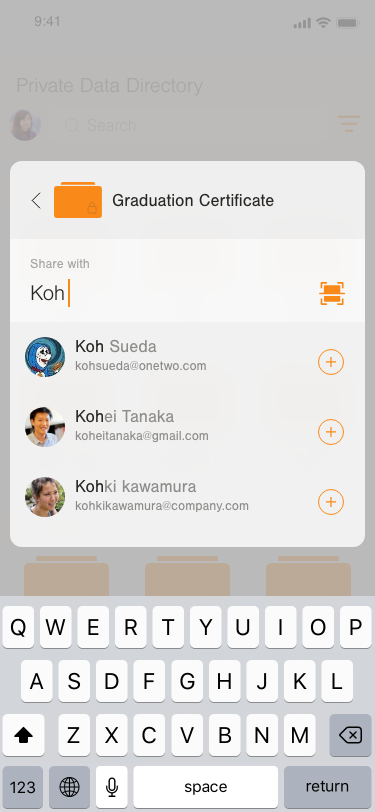 9:41
Private Data Directory
Search
Graduation Certificate
Share with
Koh
Koh Sueda
kohsueda@onetwo.com
Kohei Tanaka
koheitanaka@gmail.com
Kohki kawamura
kohkikawamura@company.com
Q W E R T Y U I O P
A S D F G H J K L
Z X C V B N M
123 space return